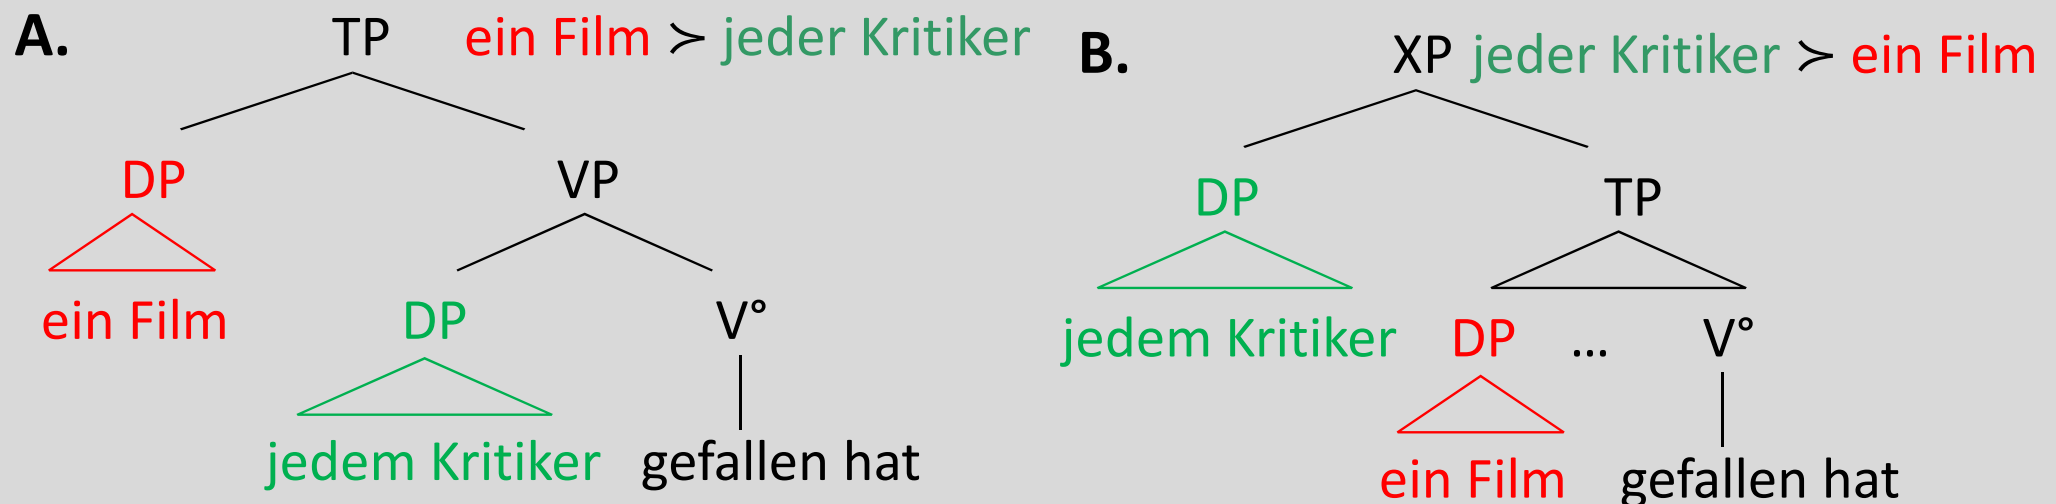 A. TP ein Film ≻ jeder Kritiker
DP VP
ein Film DP V°
jedem Kritiker gefallen hat
B. XP jeder Kritiker ≻ ein Film
DP TP
jedem Kritiker DP ... V°
ein Film gefallen hat